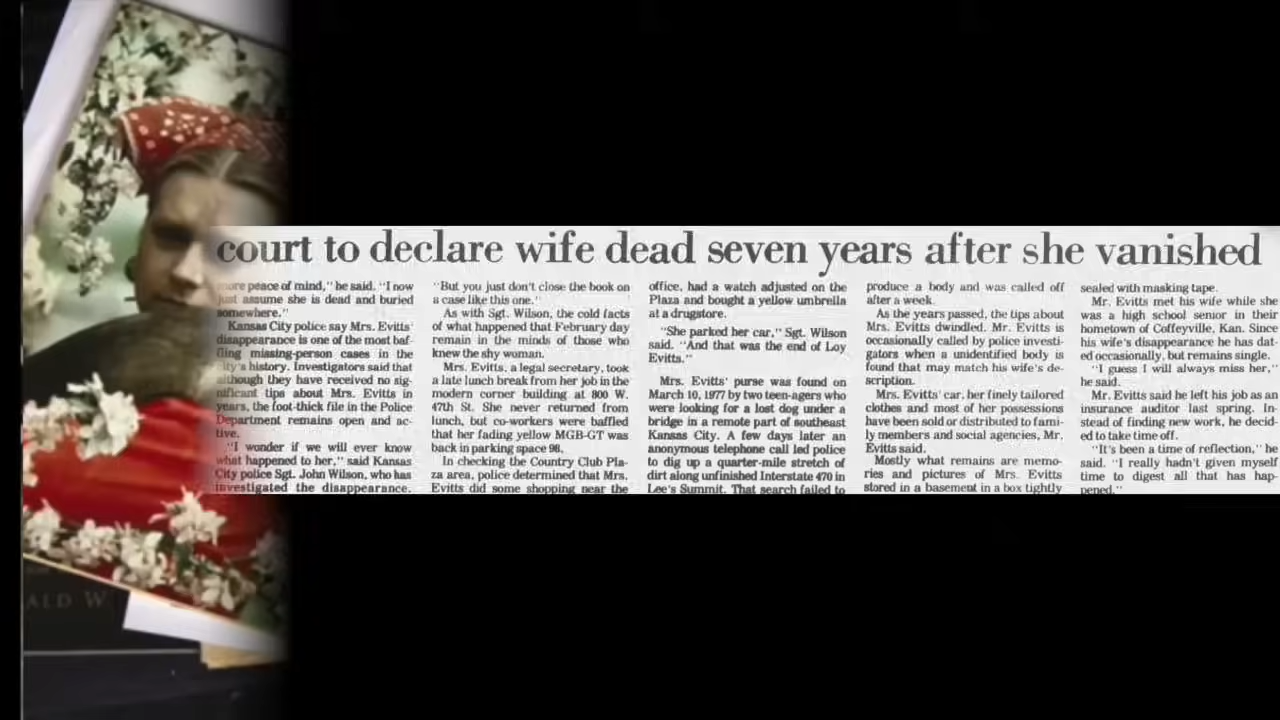 court to declare wife dead seven years after she vanished
more peace of mind," he said. "I now
just assume she is dead and buried
somewhere."
Kansas City police say Mrs. Evitts'
disappearance is one of the most baf-
fling missing-person cases in the
city's history. Investigators said that
although they have received no sig-
nificant tips about Mrs. Evitts in
years, the foot-thick file in the Police
Department remains open and ac-
tive.
"I wonder if we will ever know
what happened to her," said Kansas
City police Sgt. John Wilson, who has
investigated the disappearance.
"But you just don't close the book on
a case like this one."
As with Sgt. Wilson, the cold facts
of what happened that February day
remain in the minds of those who
knew the shy woman.
Mrs. Evitts, a legal secretary, took
a late lunch break from her job in the
modern corner building at 800 W.
47th St. She never returned from
lunch, but co-workers were baffled
that her fading yellow MGB-GT was
back in parking space 98.
In checking the Country Club Pla-
za area, police determined that Mrs.
Evitts did some shopping near the
office, had a watch adjusted on the
Plaza and bought a yellow umbrella
at a drugstore.
"She parked her car," Sgt. Wilson
said. "And that was the end of Loy
Evitts."
Mrs. Evitts' purse was found on
March 10, 1977 by two teen-agers who
were looking for a lost dog under a
bridge in a remote part of southeast
Kansas City. A few days later an
anonymous telephone call led police
to dig up a quarter-mile stretch of
dirt along unfinished Interstate 470 in
Lee's Summit. That search failed to
produce a body and was called off
after a week.
As the years passed, the tips about
Mrs. Evitts dwindled. Mr. Evitts is
occasionally called by police investi-
gators when a unidentified body is
found that may match his wife's de-
scription.
Mrs. Evitts' car, her finely tailored
clothes and most of her possessions
have been sold or distributed to fami-
ly members and social agencies, Mr.
Evitts said.
Mostly what remains are memo-
ries and pictures of Mrs. Evitts
stored in a basement in a box tightly
sealed with masking tape.
Mr. Evitts met his wife while she
was a high school senior in their
hometown of Coffeyville, Kan. Since
his wife's disappearance he has dat-
ed occasionally, but remains single.
"I guess I will always miss her,"
he said.
Mr. Evitts said he left his job as an
insurance auditor last spring. In-
stead of finding new work, he decid-
ed to take time off.
"It's been a time of reflection," he
said. "I really hadn't given myself
time to digest all that has hap-
pened."
ALD W